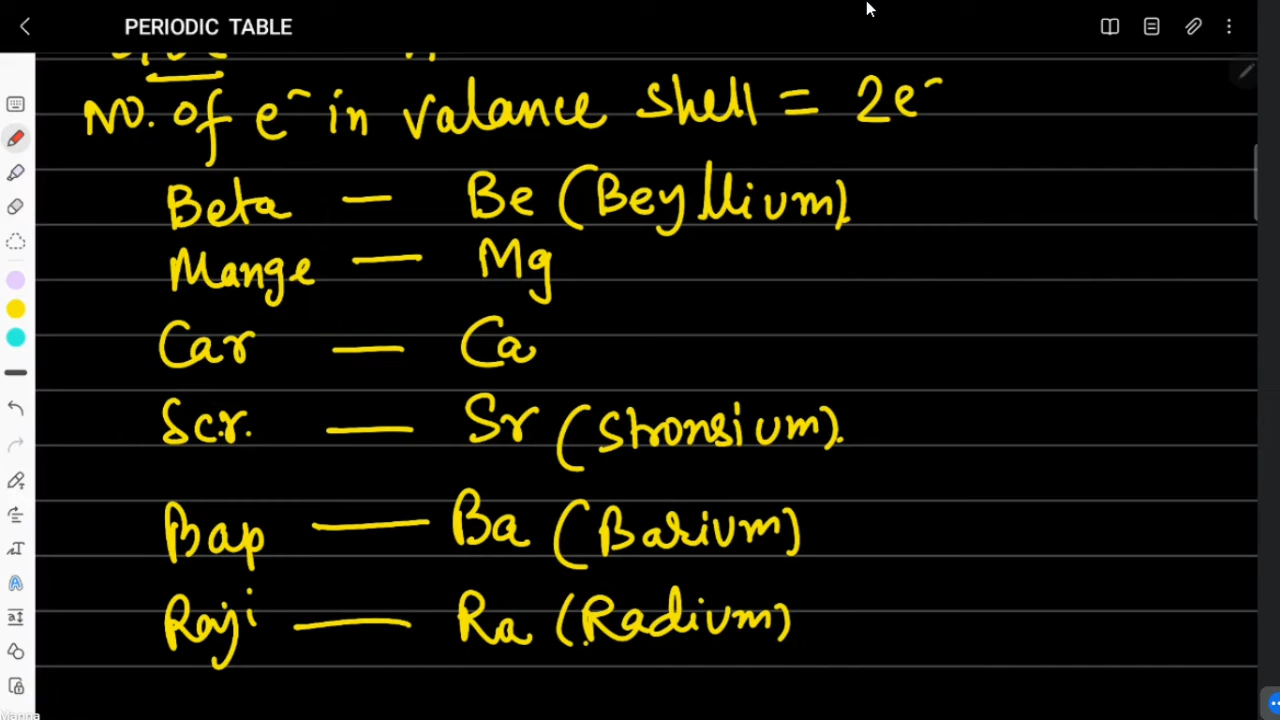 PERIODIC TABLE
NO. of e⁻ in valance shell = 2e⁻
Beta — Be (Beyllium)
Mange — Mg
Car — Ca
Scr. — Sr (Stronsium).
Bap — Ba (Barium)
Raji — Ra (Radium)